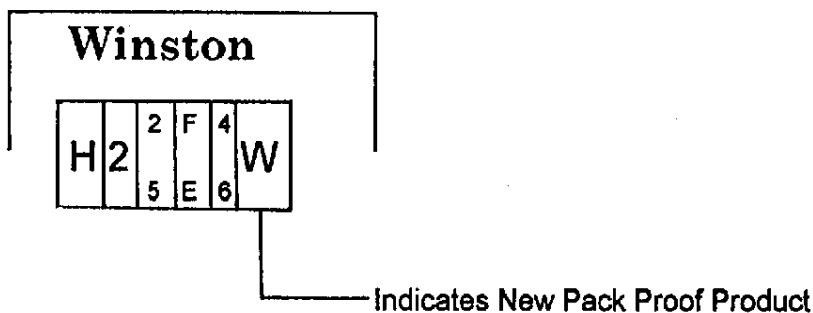 Winston
2 F 4
H 2 W
5 E 6
Indicates New Pack Proof Product